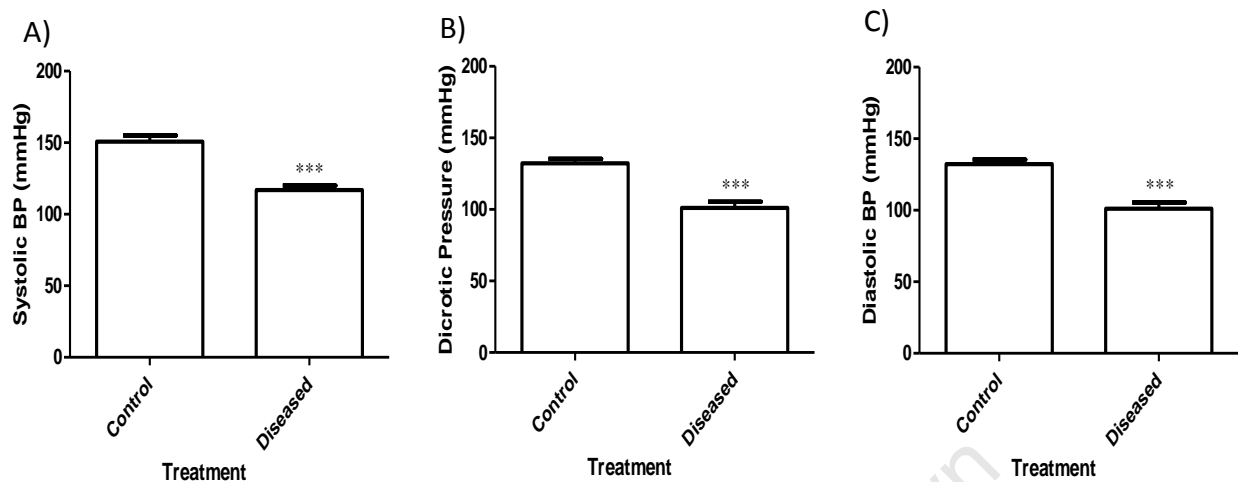 A)
Systolic BP (mmHg)
200
150
100
50
0
***
Control
Diseased
Treatment
B)
Dicrotic Pressure (mmHg)
200
150
100
50
0
***
Control
Diseased
Treatment
C)
Diastolic BP (mmHg)
200
150
100
50
0
***
Control
Diseased
Treatment